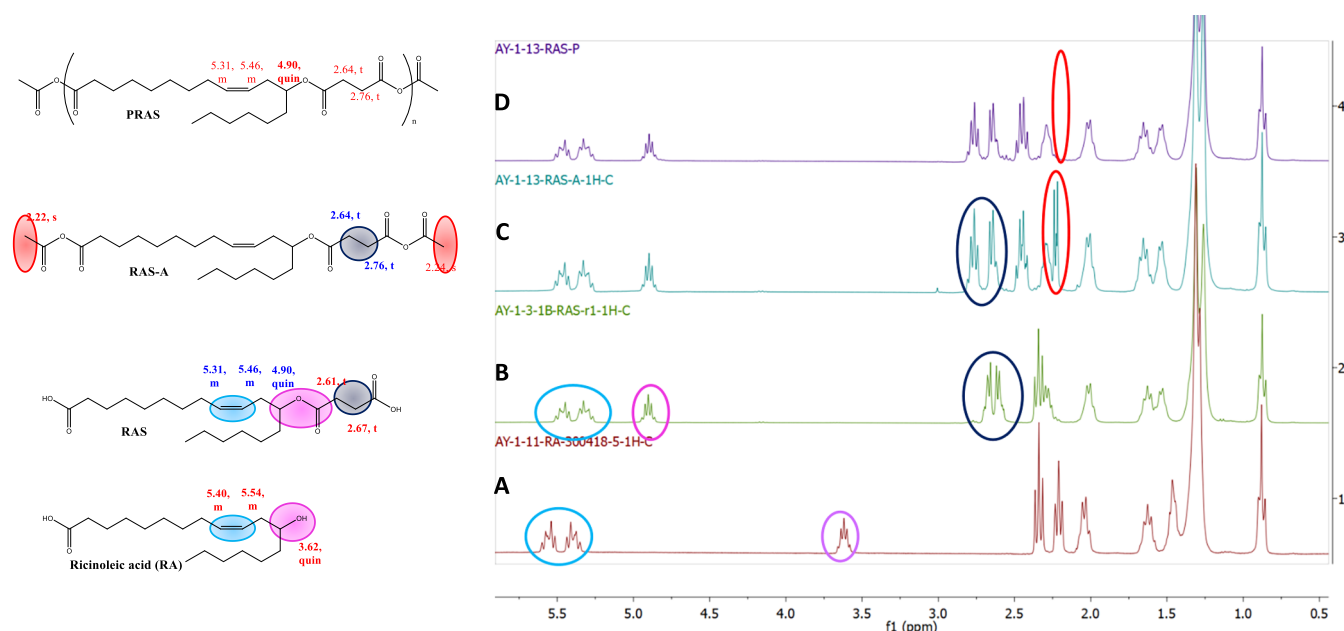 5.31, m
5.46, m
4.90, quin
2.64, t
2.76, t
O
O
O
O
O
O
O
O
n
PRAS
2.22, s
2.64, t
2.76, t
2.24, s
O
O
O
O
O
O
O
O
RAS-A
5.31, m
5.46, m
4.90, quin
2.61, t
2.67, t
HO
O
O
O
O
OH
RAS
5.40, m
5.54, m
HO
O
OH
3.62, quin
Ricinoleic acid (RA)
AY-1-13-RAS-P
D
4
AY-1-13-RAS-A-1H-C
C
3
AY-1-3-1B-RAS-r1-1H-C
B
2
AY-1-11-RA-300418-5-1H-C
A
1
5.5 5.0 4.5 4.0 3.5 3.0 2.5 2.0 1.5 1.0 0.5
f1 (ppm)